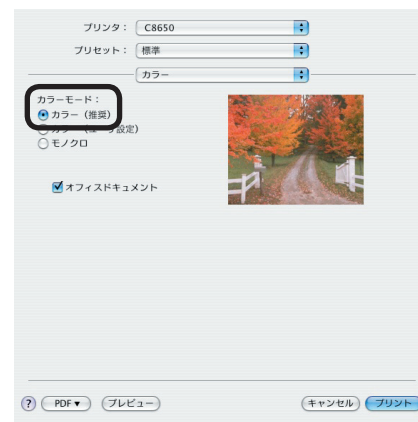 プリンタ： C8650
プリセット： 標準
カラー
カラーモード：
カラー（推奨）
設定）
モノクロ
オフィスドキュメント
? PDF▼ プレビュー キャンセル プリント